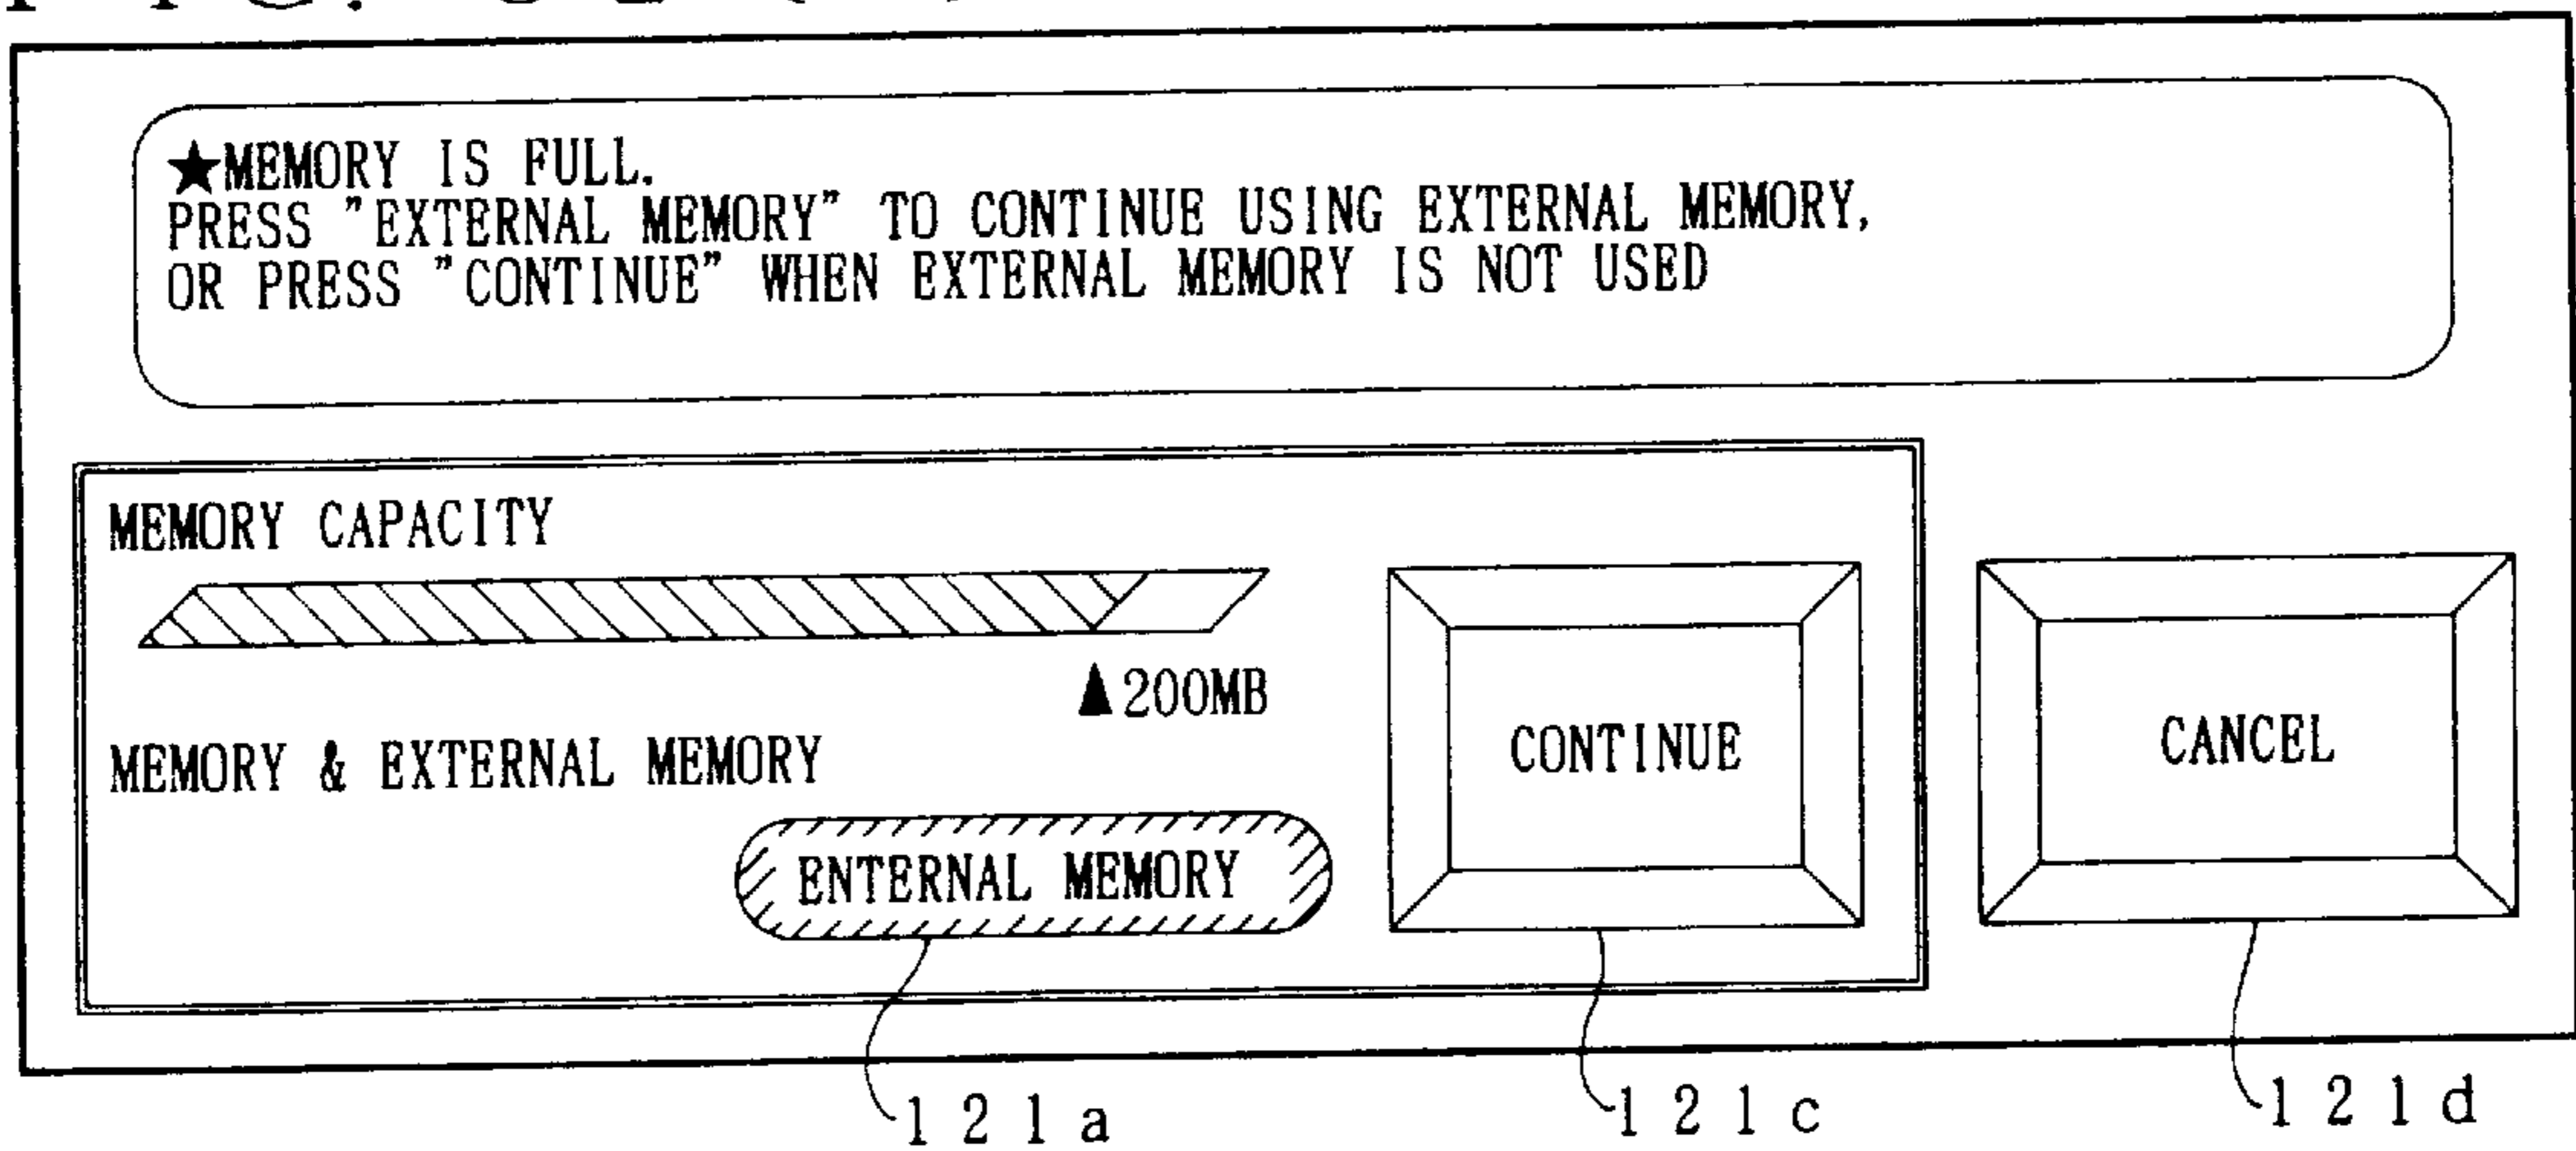 ★MEMORY IS FULL.
PRESS "EXTERNAL MEMORY" TO CONTINUE USING EXTERNAL MEMORY,
OR PRESS "CONTINUE" WHEN EXTERNAL MEMORY IS NOT USED
MEMORY CAPACITY
▲200MB
MEMORY & EXTERNAL MEMORY
ENTERNAL MEMORY
CONTINUE
CANCEL
121a
121c
121d